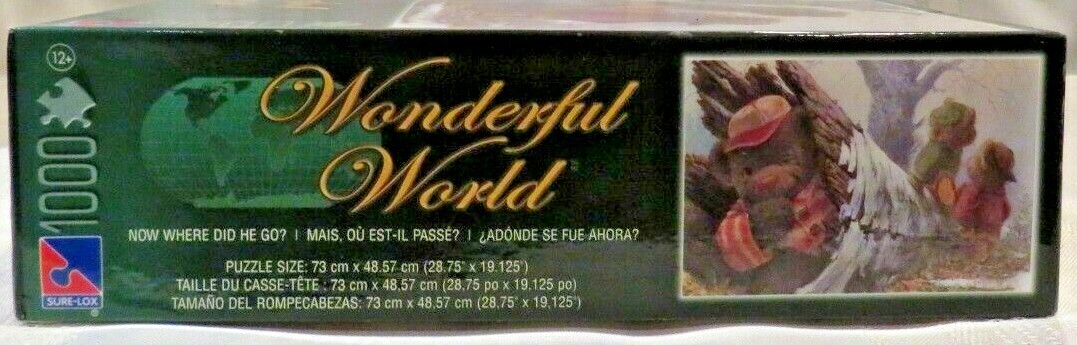 12+
1000
SURE-LOX
®
Wonderful
World™
NOW WHERE DID HE GO? | MAIS, OÙ EST-IL PASSÉ? | ¿ADÓNDE SE FUE AHORA?
PUZZLE SIZE: 73 cm x 48.57 cm (28.75" x 19.125")
TAILLE DU CASSE-TÊTE : 73 cm x 48.57 cm (28.75 po x 19.125 po)
TAMAÑO DEL ROMPECABEZAS: 73 cm x 48.57 cm (28.75" x 19.125")